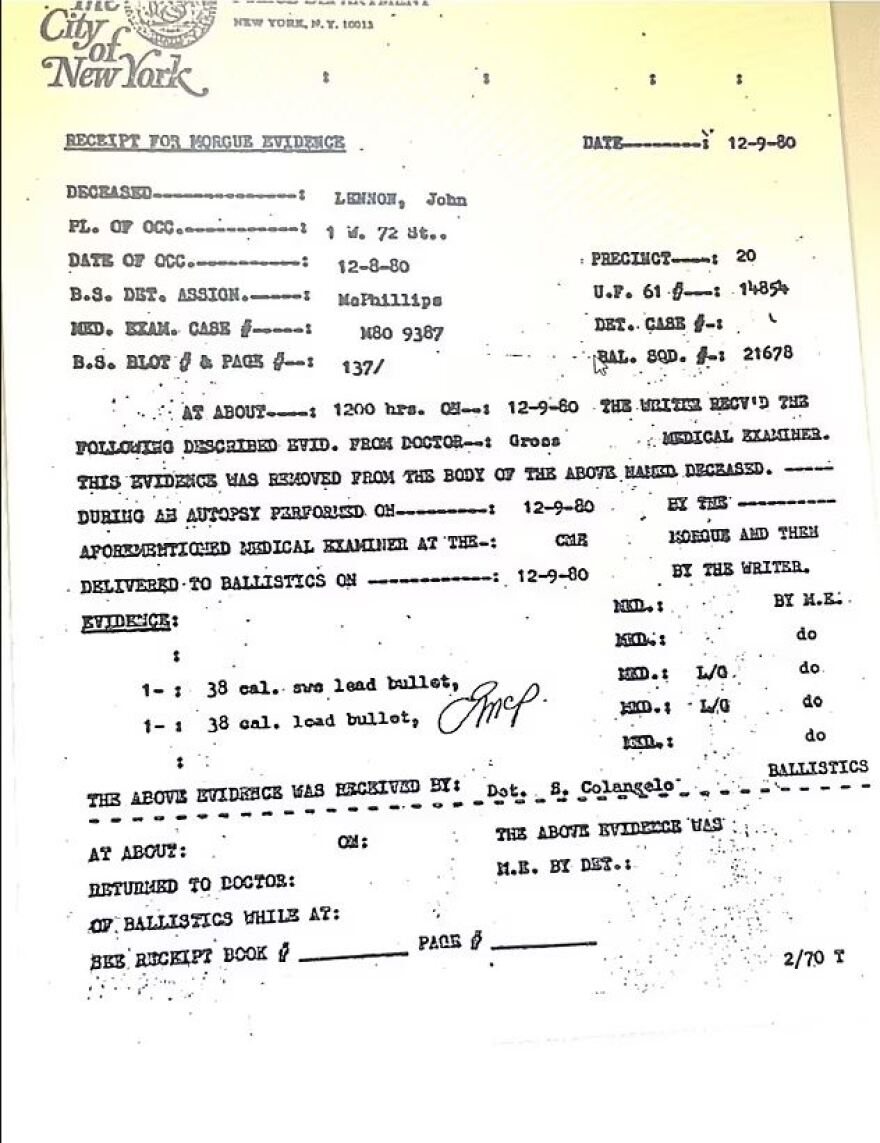 The
City
of
New York
POLICE DEPARTMENT
NEW YORK, N.Y. 10013
: : : :
RECEIPT FOR MORGUE EVIDENCE DATE---------: 12-9-80
DECEASED---------------: LENNON, John
PL. OF OCC.------------: 1 W. 72 St..
DATE OF OCC.-----------: 12-8-80 PRECINCT----: 20
B.S. DET. ASSIGN.------: McPhillips U.F. 61 #---: 14854
MED. EXAM. CASE #-----: M80 9387 DET. CASE #-:
B.S. BLOT # & PAGE #--: 137/ BAL. SQD. #-: 21678
AT ABOUT----: 1200 hrs. ON--: 12-9-80 THE WRITER RECV'D THE
FOLLOWING DESCRIBED EVID. FROM DOCTOR--: Gross MEDICAL EXAMINER.
THIS EVIDENCE WAS REMOVED FROM THE BODY OF THE ABOVE NAMED DECEASED. -----
DURING AN AUTOPSY PERFORMED ON---------: 12-9-80 BY THE ----------
AFOREMENTIONED MEDICAL EXAMINER AT THE-: CME MORGUE AND THEN
DELIVERED TO BALLISTICS ON ------------: 12-9-80 BY THE WRITER.
EVIDENCE: MKD.: BY M.E.
: MKD.: do
1- : 38 cal. swc lead bullet, MKD.: L/G do
1- : 38 cal. lead bullet, JMcP. MKD.: L/G do
: MKD.: do
THE ABOVE EVIDENCE WAS RECEIVED BY: Det. S. Colangelo BALLISTICS
AT ABOUT: ON: THE ABOVE EVIDENCE WAS
RETURNED TO DOCTOR: M.E. BY DET.:
OF BALLISTICS WHILE AT:
SEE RECEIPT BOOK # ________ PAGE # ________
2/70 T